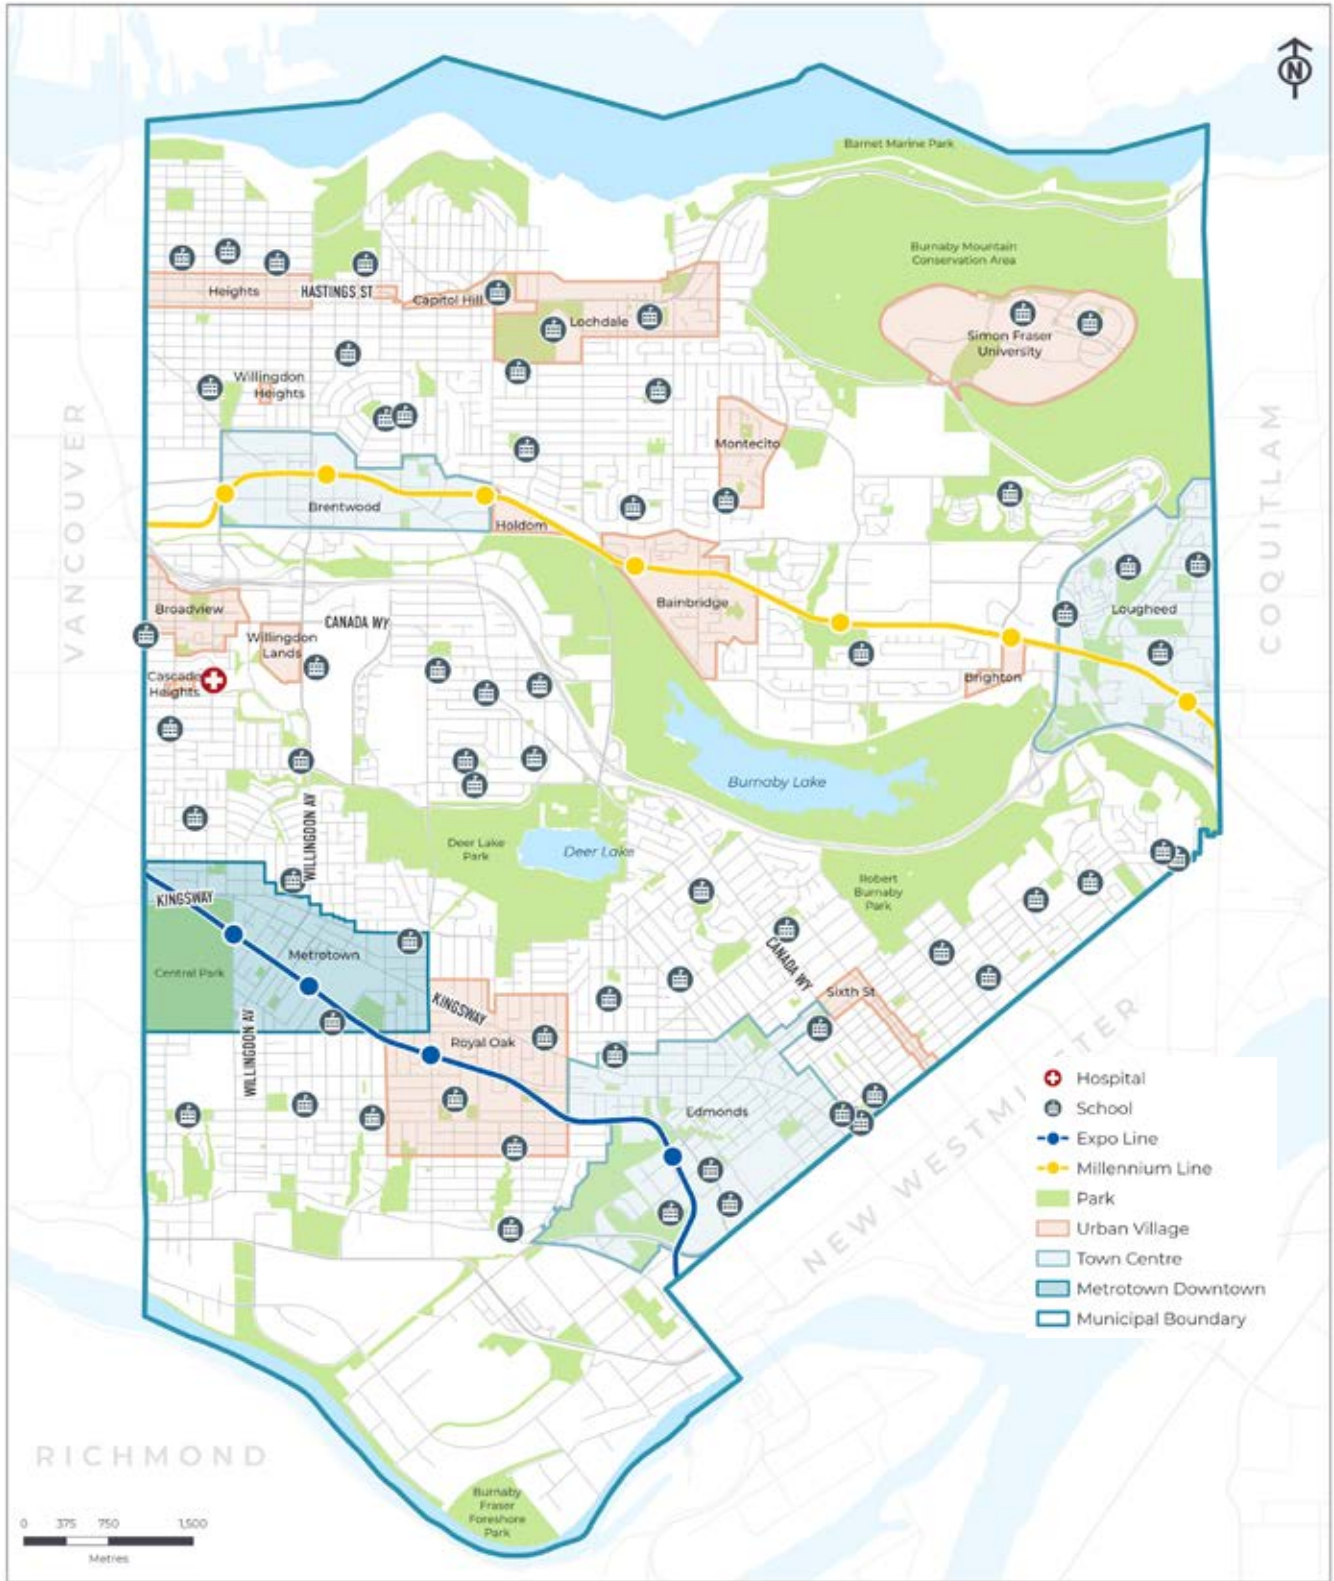 N
Barnet Marine Park
Burnaby Mountain
Conservation Area
Heights
HASTINGS ST
Capitol Hill
Lochdale
Simon Fraser
University
Willingdon
Heights
Montecito
VANCOUVER
COQUITLAM
Brentwood
Holdom
Bainbridge
Lougheed
Broadview
CANADA WY
Willingdon
Lands
Cascade
Heights
Brighton
Burnaby Lake
WILLINGDON AV
Deer Lake
Park
Deer Lake
Robert
Burnaby
Park
KINGSWAY
Metrotown
Central Park
CANADA WY
Sixth St
KINGSWAY
Royal Oak
WILLINGDON AV
Edmonds
NEW WESTMINSTER
Hospital
School
Expo Line
Millennium Line
Park
Urban Village
Town Centre
Metrotown Downtown
Municipal Boundary
RICHMOND
Burnaby
Fraser
Foreshore
Park
0 375 750 1,500
Metres